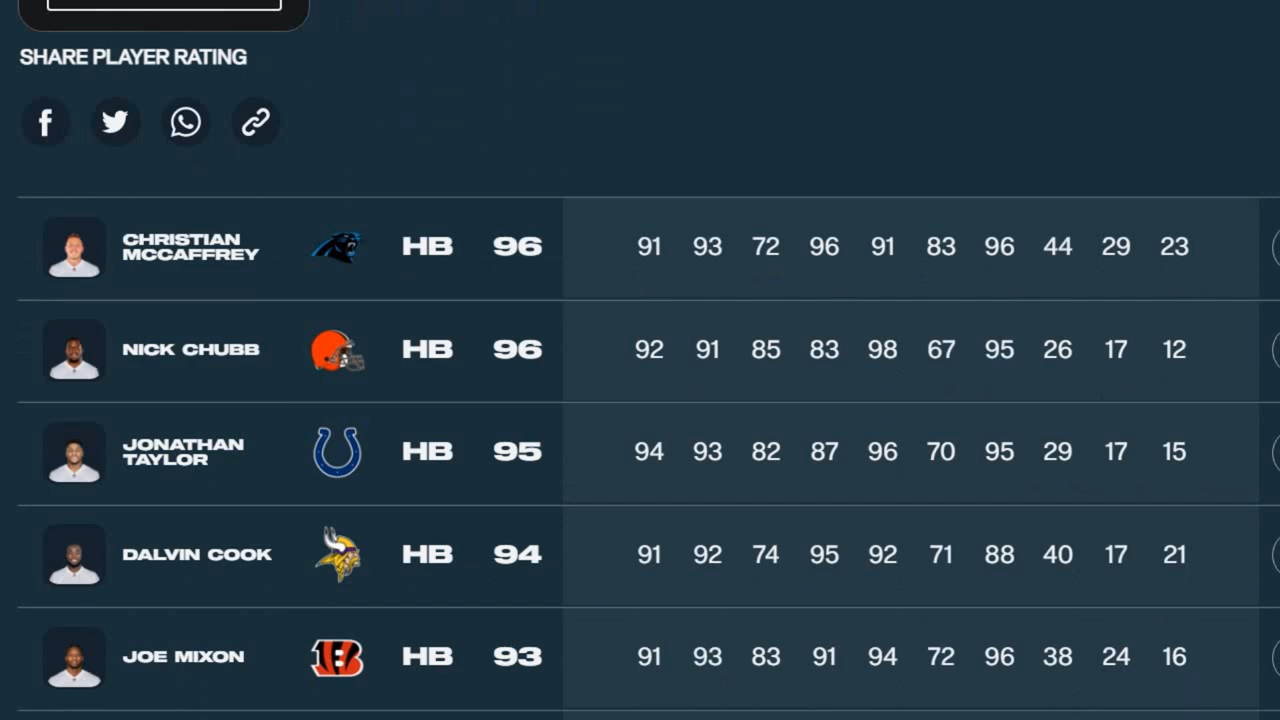 SHARE PLAYER RATING
CHRISTIAN
MCCAFFREY
HB 96 91 93 72 96 91 83 96 44 29 23
NICK CHUBB HB 96 92 91 85 83 98 67 95 26 17 12
JONATHAN
TAYLOR
HB 95 94 93 82 87 96 70 95 29 17 15
DALVIN COOK HB 94 91 92 74 95 92 71 88 40 17 21
JOE MIXON HB 93 91 93 83 91 94 72 96 38 24 16